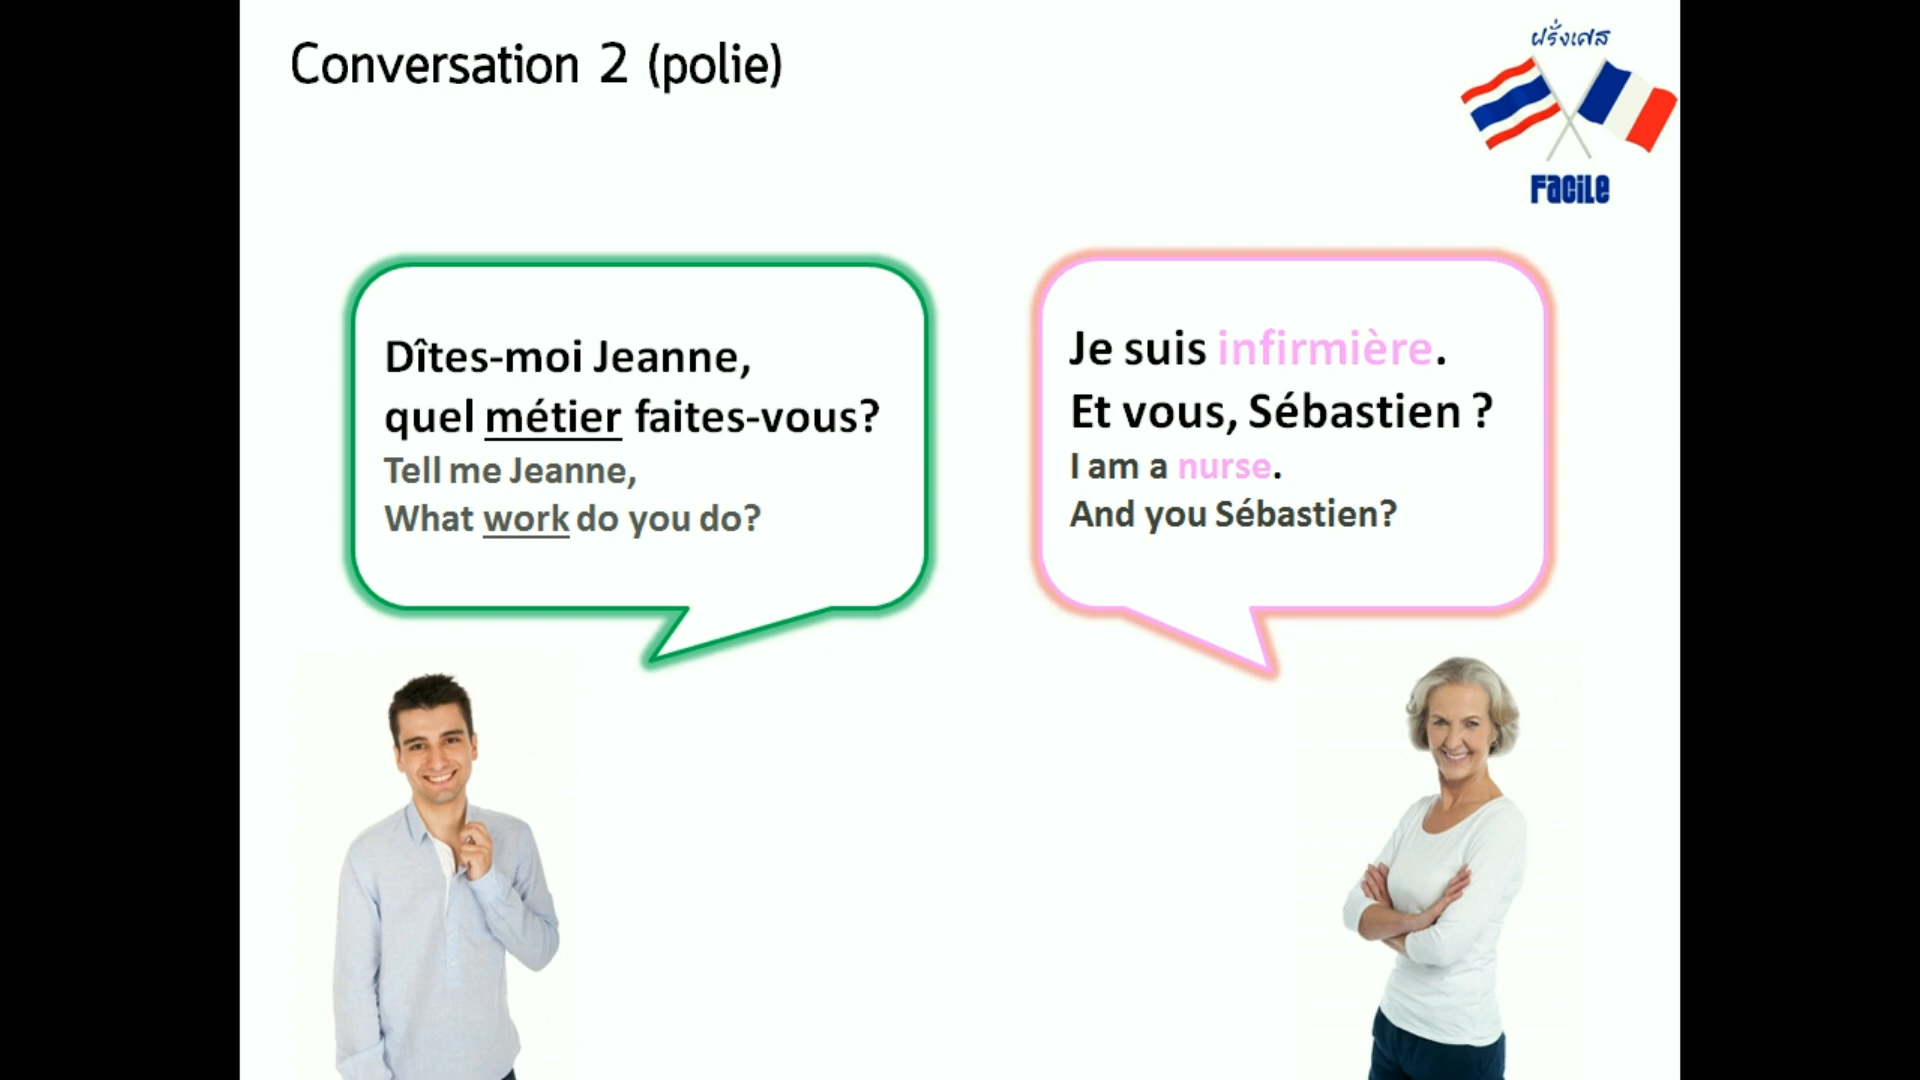 Conversation 2 (polie)
ฝรั่งเศส
FaciLe
Dîtes-moi Jeanne,
quel métier faites-vous?
Tell me Jeanne,
What work do you do?
Je suis infirmière.
Et vous, Sébastien ?
I am a nurse.
And you Sébastien?